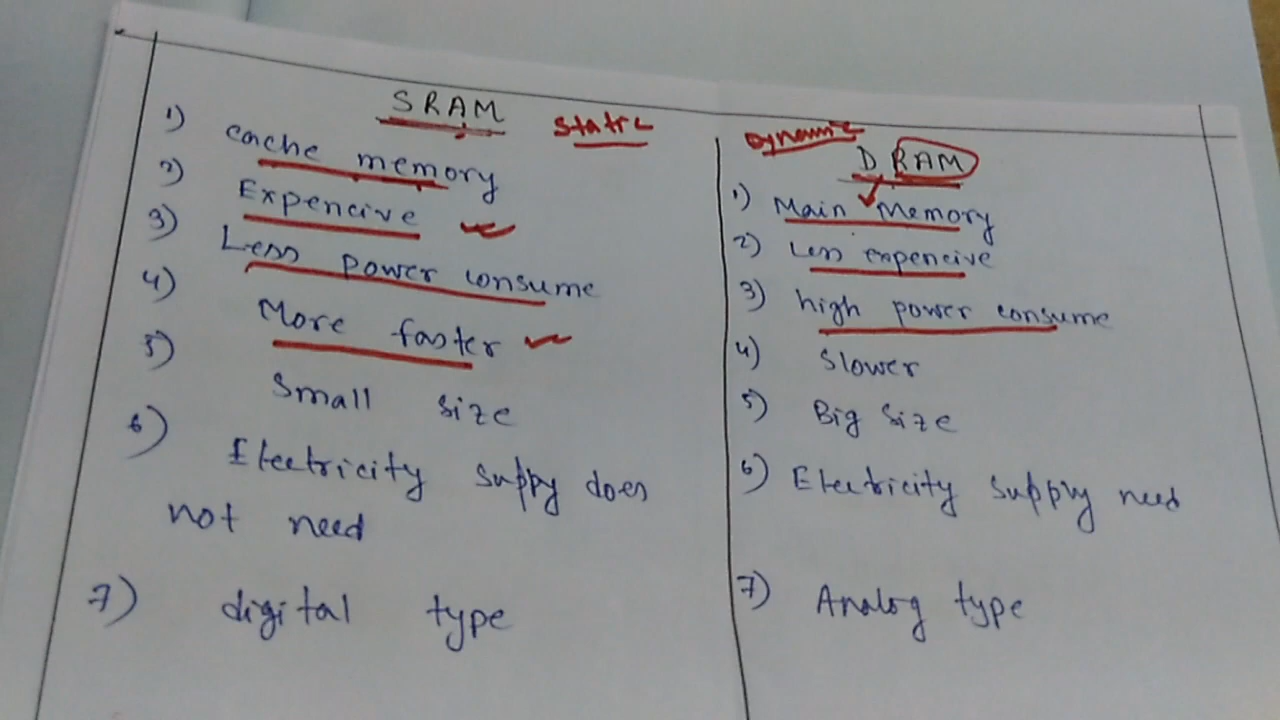 SRAM Static
1) Cache memory
2) Expencive
3) Less power consume
4) More faster
5) Small size
6) Electricity supply does
not need
7) digital type
Dynamic
DRAM
1) Main Memory
2) Less expencive
3) high power consume
4) Slower
5) Big Size
6) Electricity supply need
7) Analog type